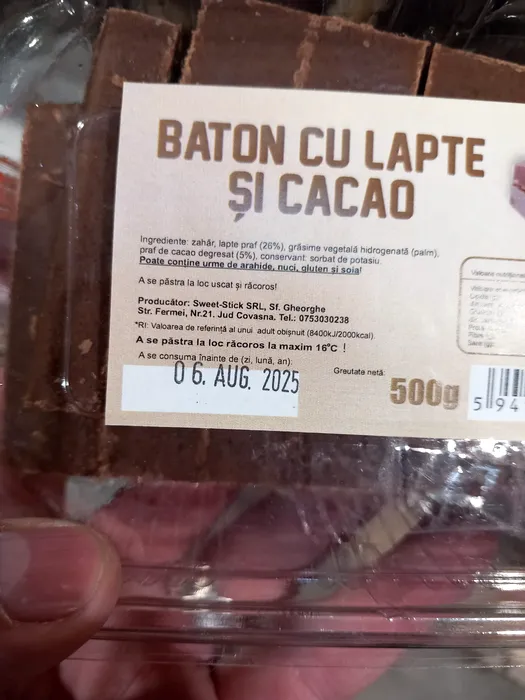 BATON CU LAPTE
ȘI CACAO
Ingrediente: zahăr, lapte praf (26%), grăsime vegetală hidrogenată (palm),
praf de cacao degresat (5%), conservant: sorbat de potasiu.
Poate conține urme de arahide, nuci, gluten și soia!
A se păstra la loc uscat și răcoros!
Producător: Sweet-Stick SRL, Sf. Gheorghe
Str. Fermei, Nr.21. Jud Covasna. Tel.: 0753030238
*RI: Valoarea de referință al unui adult obișnuit (8400kJ/2000kcal)
A se păstra la loc răcoros la maxim 16°C !
A se consuma înainte de (zi, lună, an):
06. AUG. 2025
Greutate netă:
500g
5 94